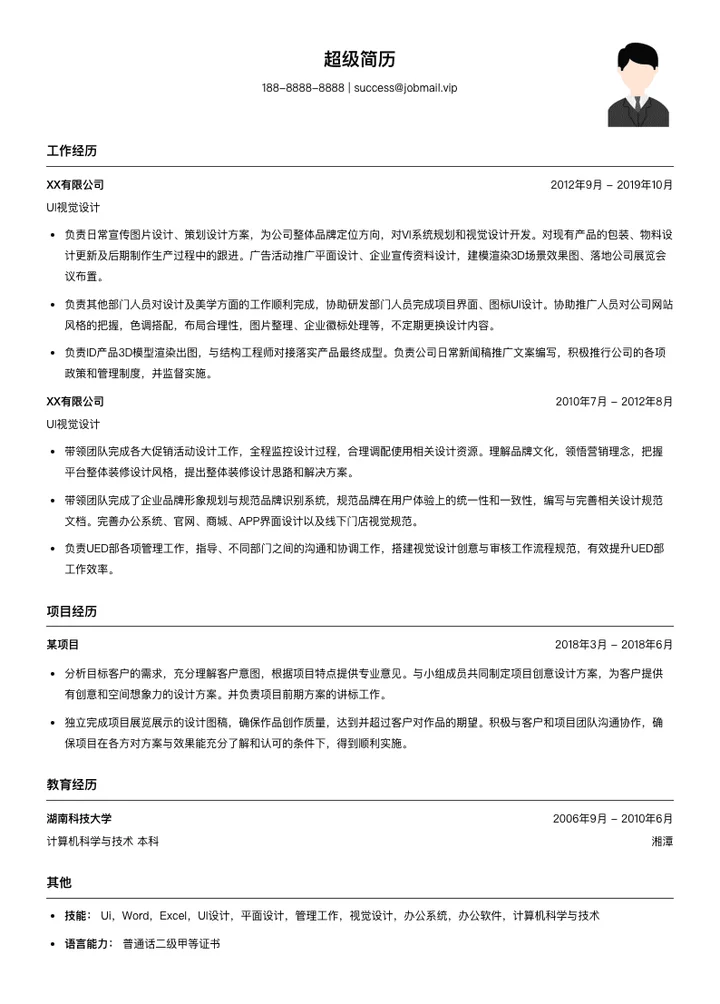 超级简历
188-8888-8888 | success@jobmail.vip
工作经历
XX有限公司 2012年9月 – 2019年10月
UI视觉设计
• 负责日常宣传图片设计、策划设计方案，为公司整体品牌定位方向，对VI系统规划和视觉设计开发。对现有产品的包装、物料设
计更新及后期制作生产过程中的跟进。广告活动推广平面设计、企业宣传资料设计，建模渲染3D场景效果图、落地公司展览会
议布置。
• 负责其他部门人员对设计及美学方面的工作顺利完成，协助研发部门人员完成项目界面、图标UI设计。协助推广人员对公司网站
风格的把握，色调搭配，布局合理性，图片整理、企业徽标处理等，不定期更换设计内容。
• 负责ID产品3D模型渲染出图，与结构工程师对接落实产品最终成型。负责公司日常新闻稿推广文案编写，积极推行公司的各项
政策和管理制度，并监督实施。
XX有限公司 2010年7月 – 2012年8月
UI视觉设计
• 带领团队完成各大促销活动设计工作，全程监控设计过程，合理调配使用相关设计资源。理解品牌文化，领悟营销理念，把握
平台整体装修设计风格，提出整体装修设计思路和解决方案。
• 带领团队完成了企业品牌形象规划与规范品牌识别系统，规范品牌在用户体验上的统一性和一致性，编写与完善相关设计规范
文档。完善办公系统、官网、商城、APP界面设计以及线下门店视觉规范。
• 负责UED部各项管理工作，指导、不同部门之间的沟通和协调工作，搭建视觉设计创意与审核工作流程规范，有效提升UED部
工作效率。
项目经历
某项目 2018年3月 – 2018年6月
• 分析目标客户的需求，充分理解客户意图，根据项目特点提供专业意见。与小组成员共同制定项目创意设计方案，为客户提供
有创意和空间想象力的设计方案。并负责项目前期方案的讲标工作。
• 独立完成项目展览展示的设计图稿，确保作品创作质量，达到并超过客户对作品的期望。积极与客户和项目团队沟通协作，确
保项目在各方对方案与效果能充分了解和认可的条件下，得到顺利实施。
教育经历
湖南科技大学 2006年9月 – 2010年6月
计算机科学与技术 本科 湘潭
其他
• 技能： Ui，Word，Excel，UI设计，平面设计，管理工作，视觉设计，办公系统，办公软件，计算机科学与技术
• 语言能力： 普通话二级甲等证书